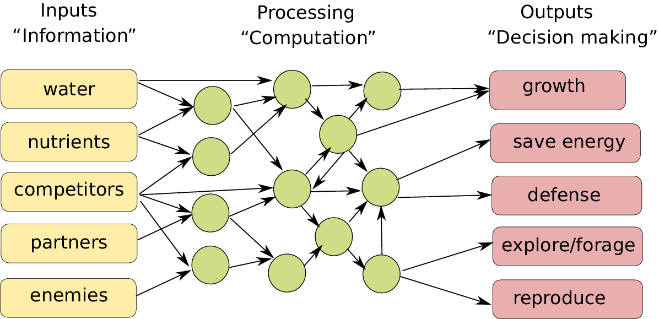 Inputs
“Information”
Processing
“Computation”
Outputs
“Decision making”
water
nutrients
competitors
partners
enemies
growth
save energy
defense
explore/forage
reproduce